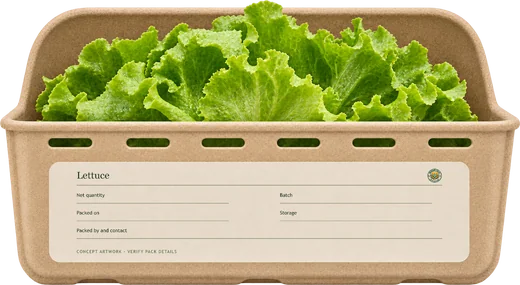 Lettuce
Net quantity
Batch
Packed on
Storage
Packed by and contact
CONCEPT ARTWORK - VERIFY PACK DETAILS